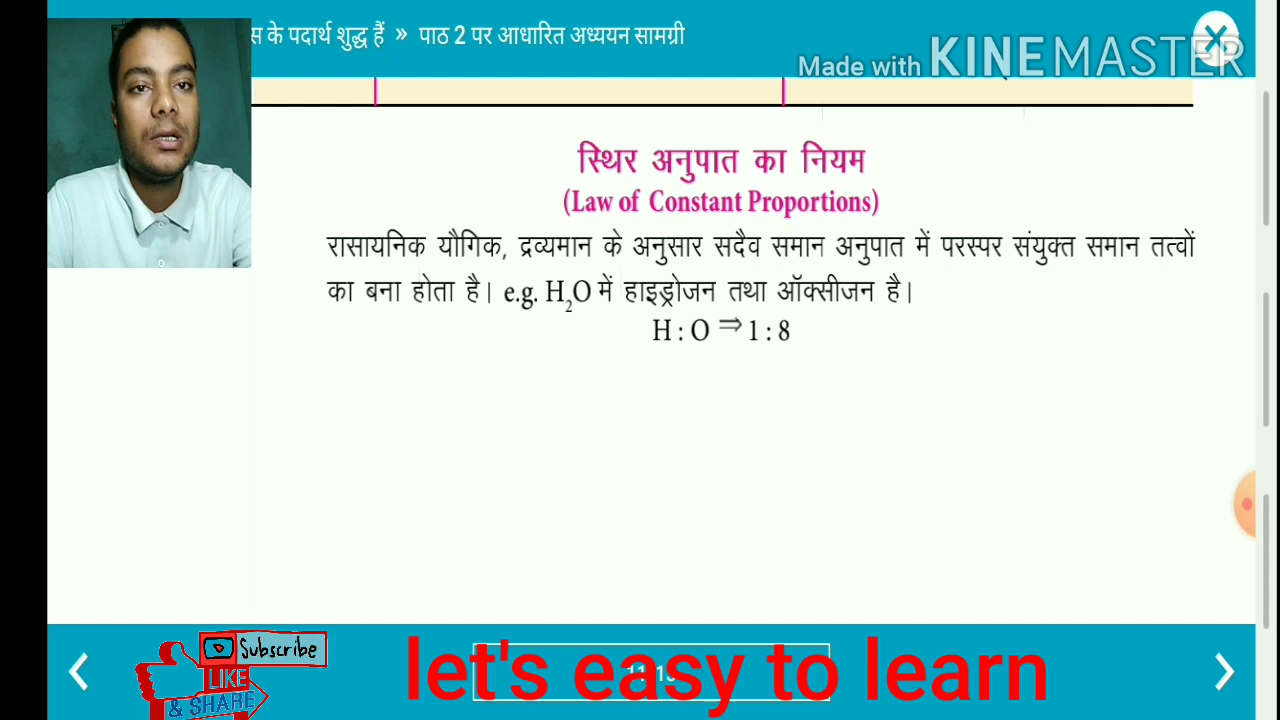 स के पदार्थ शुद्ध हैं » पाठ 2 पर आधारित अध्ययन सामग्री
Made with KINEMASTER
स्थिर अनुपात का नियम
(Law of Constant Proportions)
रासायनिक यौगिक, द्रव्यमान के अनुसार सदैव समान अनुपात में परस्पर संयुक्त समान तत्वों
का बना होता है। e.g. H₂O में हाइड्रोजन तथा ऑक्सीजन है।
H : O ⇒ 1 : 8
Subscribe
LIKE
& SHARE
let's easy to learn